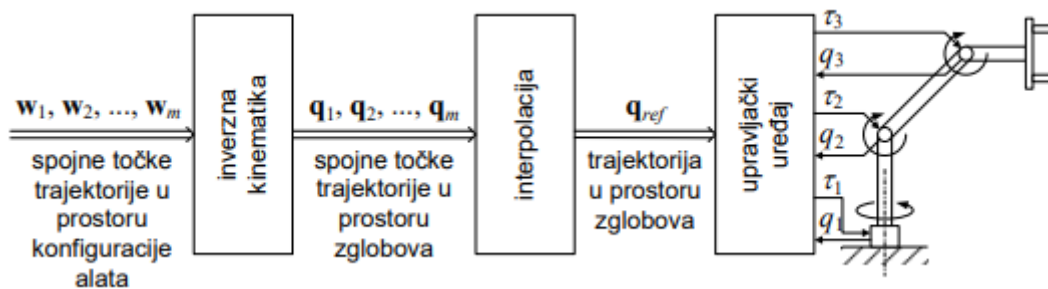 w1, w2, ..., wm
spojne točke
trajektorije u
prostoru
konfiguracije
alata
inverzna
kinematika
q1, q2, ..., qm
spojne točke
trajektorije u
prostoru
zglobova
interpolacija
qref
trajektorija
u prostoru
zglobova
upravljački
uređaj
τ3
q3
τ2
q2
τ1
q1